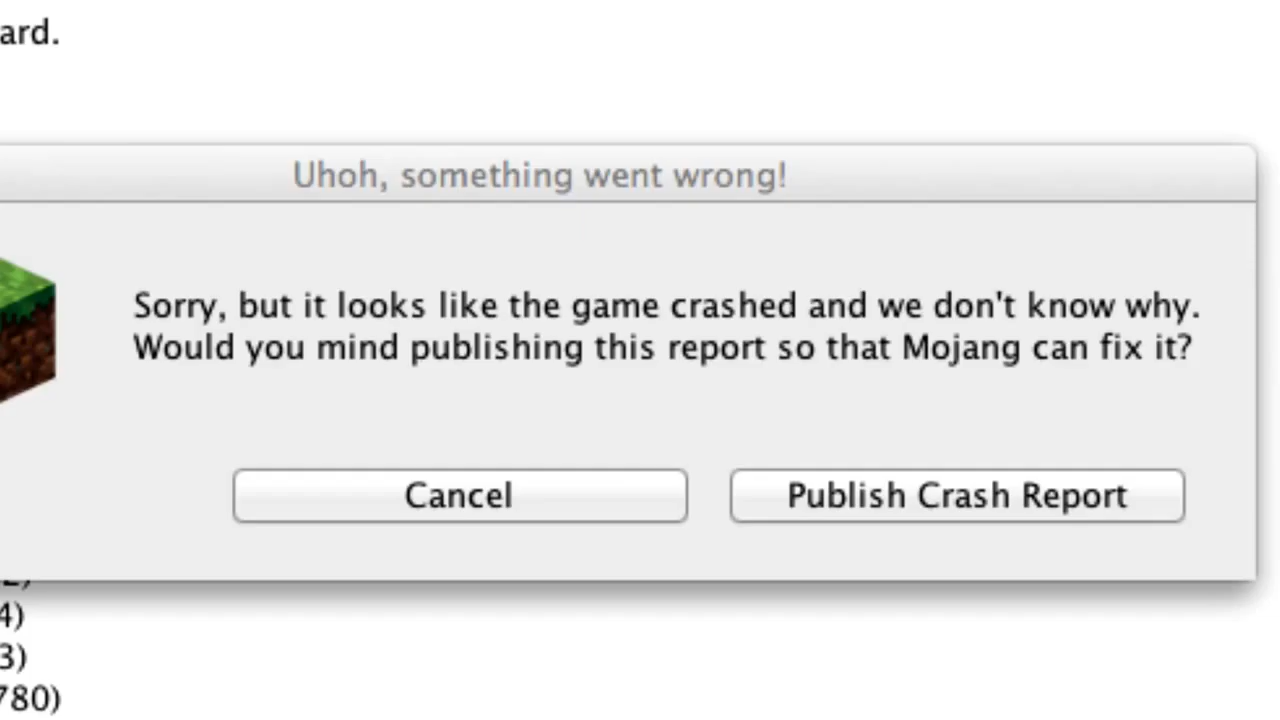 ard.
Uhoh, something went wrong!
Sorry, but it looks like the game crashed and we don't know why.
Would you mind publishing this report so that Mojang can fix it?
Cancel Publish Crash Report
4)
3)
780)